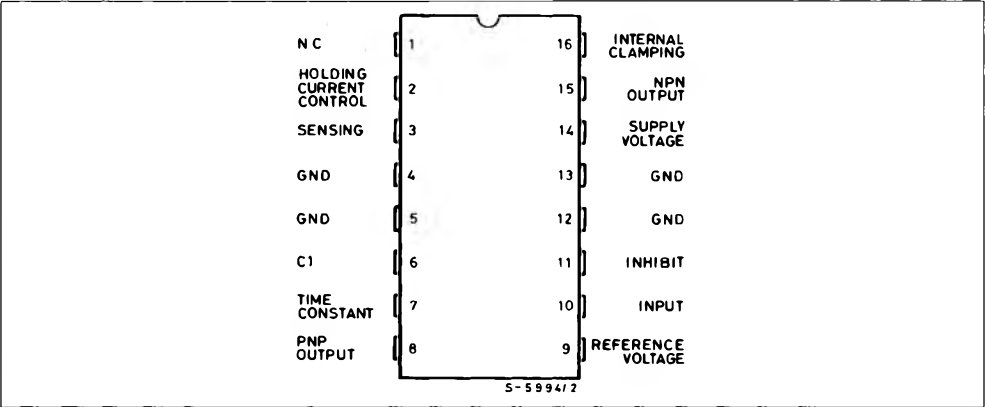 NC
1
16
INTERNAL
CLAMPING
HOLDING
CURRENT
CONTROL
2
15
NPN
OUTPUT
SENSING
3
14
SUPPLY
VOLTAGE
GND
4
13
GND
GND
5
12
GND
C1
6
11
INHIBIT
TIME
CONSTANT
7
10
INPUT
PNP
OUTPUT
8
9
REFERENCE
VOLTAGE
S-5994/2